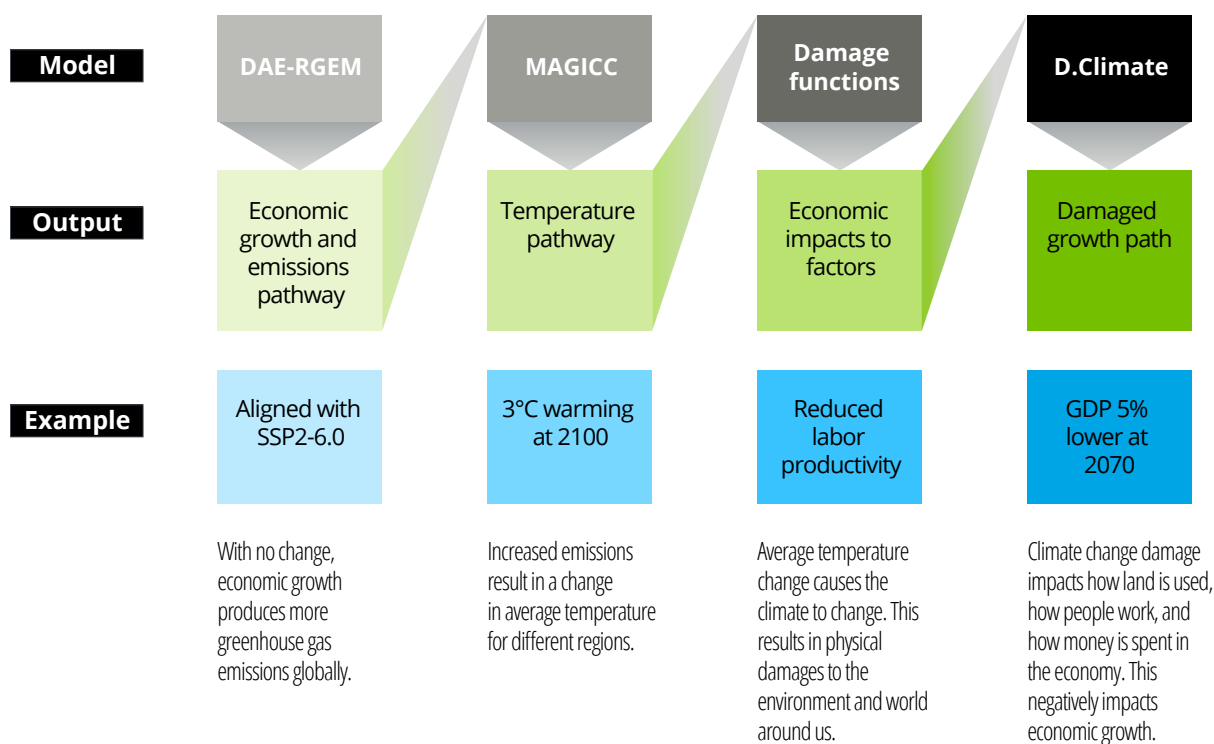 Model
DAE-RGEM
MAGICC
Damage
functions
D.Climate
Output
Economic
growth and
emissions
pathway
Temperature
pathway
Economic
impacts to
factors
Damaged
growth path
Example
Aligned with
SSP2-6.0
3°C warming
at 2100
Reduced
labor
productivity
GDP 5%
lower at
2070
With no change,
economic growth
produces more
greenhouse gas
emissions globally.
Increased emissions
result in a change
in average temperature
for different regions.
Average temperature
change causes the
climate to change. This
results in physical
damages to the
environment and world
around us.
Climate change damage
impacts how land is used,
how people work, and
how money is spent in
the economy. This
negatively impacts
economic growth.